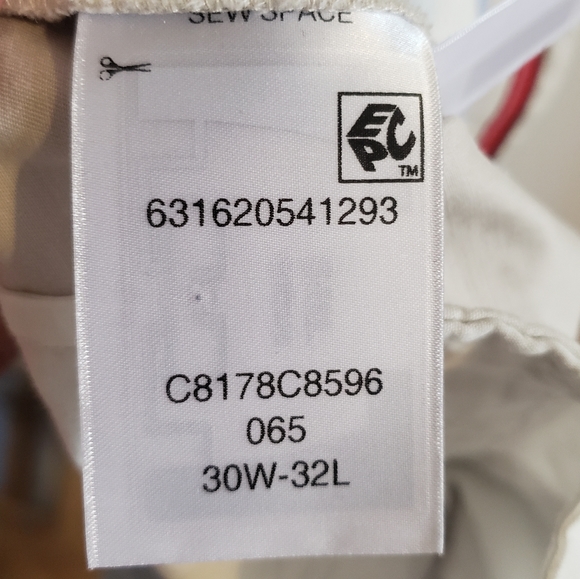 SEW SPACE
EPC
TM
631620541293
C8178C8596
065
30W-32L